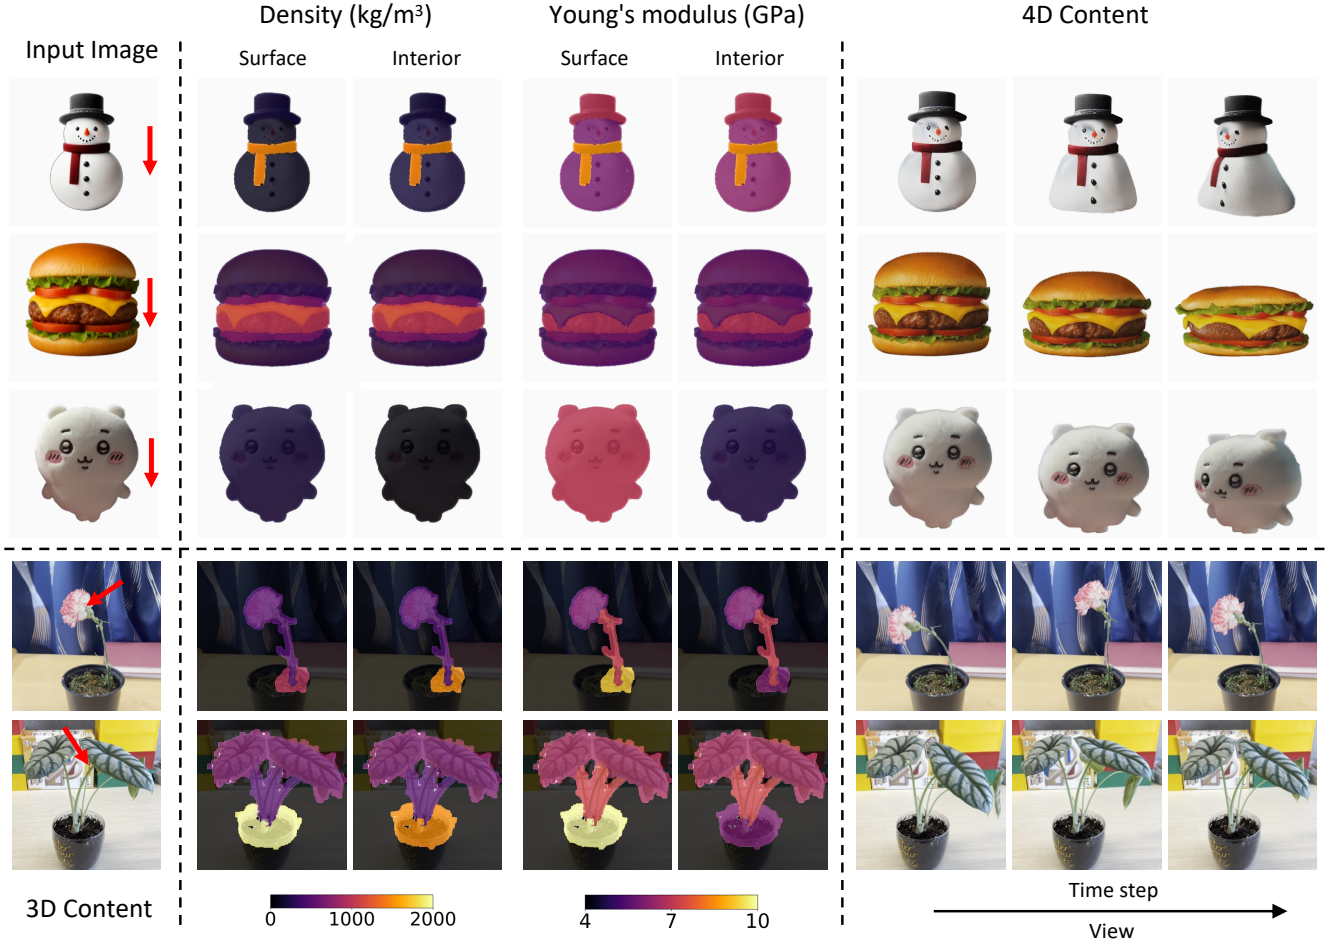 Density (kg/m³)
Young's modulus (GPa)
4D Content
Input Image
Surface
Interior
Surface
Interior
3D Content
0
1000
2000
4
7
10
Time step
View